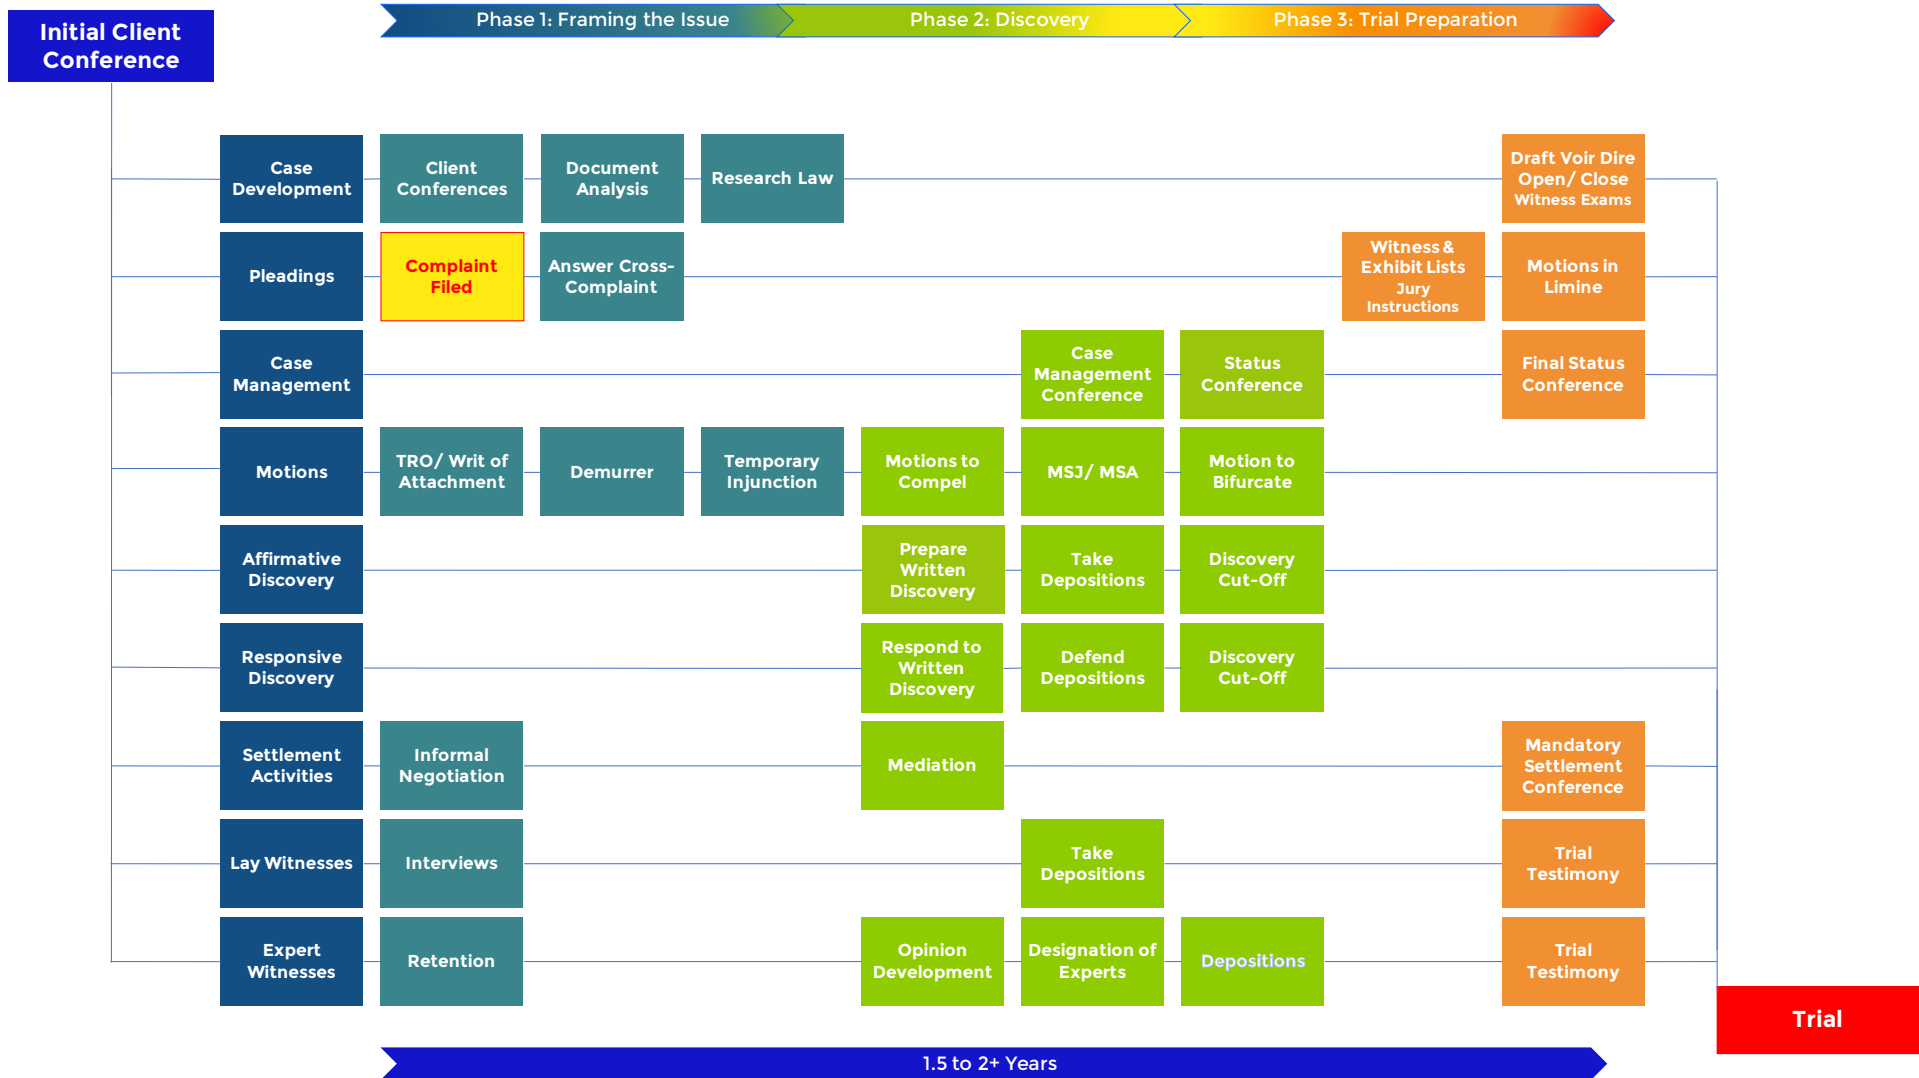 Initial Client
Conference
Phase 1: Framing the Issue
Phase 2: Discovery
Phase 3: Trial Preparation
Case
Development
Client
Conferences
Document
Analysis
Research Law
Draft Voir Dire
Open/ Close
Witness Exams
Pleadings
Complaint
Filed
Answer Cross-
Complaint
Witness &
Exhibit Lists
Jury
Instructions
Motions in
Limine
Case
Management
Case
Management
Conference
Status
Conference
Final Status
Conference
Motions
TRO/ Writ of
Attachment
Demurrer
Temporary
Injunction
Motions to
Compel
MSJ/ MSA
Motion to
Bifurcate
Affirmative
Discovery
Prepare
Written
Discovery
Take
Depositions
Discovery
Cut-Off
Responsive
Discovery
Respond to
Written
Discovery
Defend
Depositions
Discovery
Cut-Off
Settlement
Activities
Informal
Negotiation
Mediation
Mandatory
Settlement
Conference
Lay Witnesses
Interviews
Take
Depositions
Trial
Testimony
Expert
Witnesses
Retention
Opinion
Development
Designation of
Experts
Depositions
Trial
Testimony
Trial
1.5 to 2+ Years